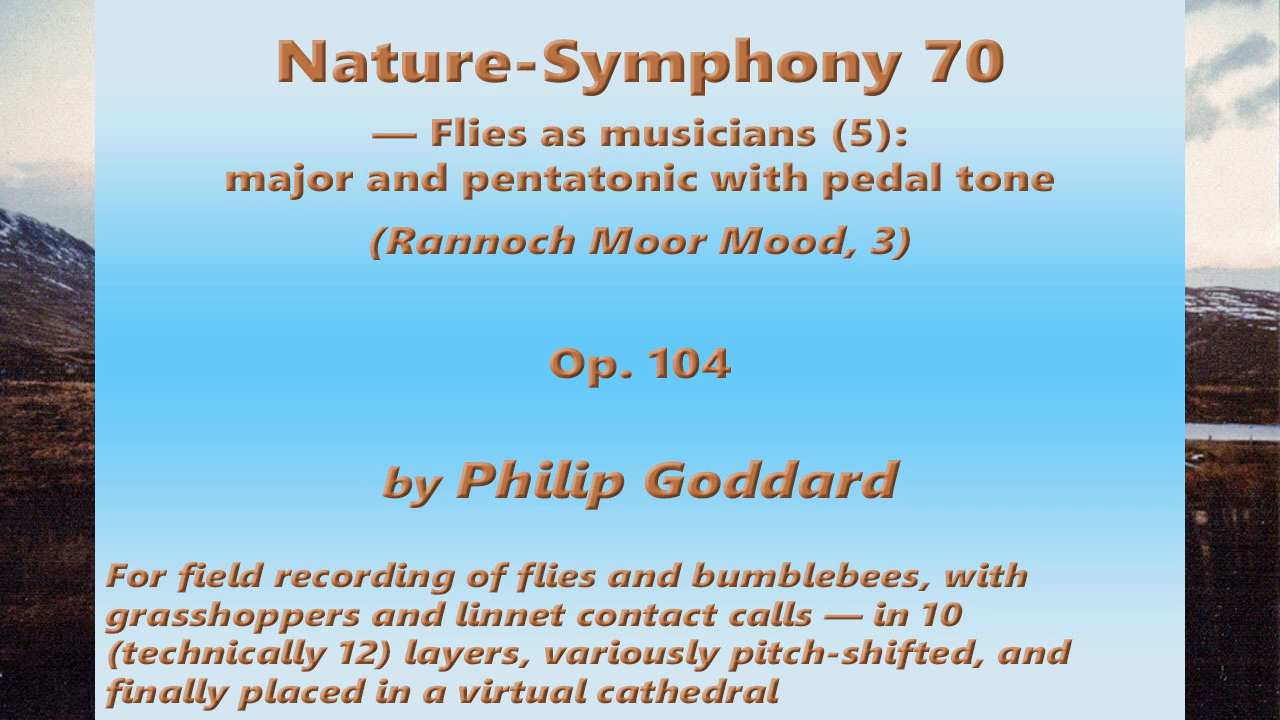 Nature-Symphony 70
— Flies as musicians (5):
major and pentatonic with pedal tone
(Rannoch Moor Mood, 3)
Op. 104
by Philip Goddard
For field recording of flies and bumblebees, with
grasshoppers and linnet contact calls — in 10
(technically 12) layers, variously pitch-shifted, and
finally placed in a virtual cathedral